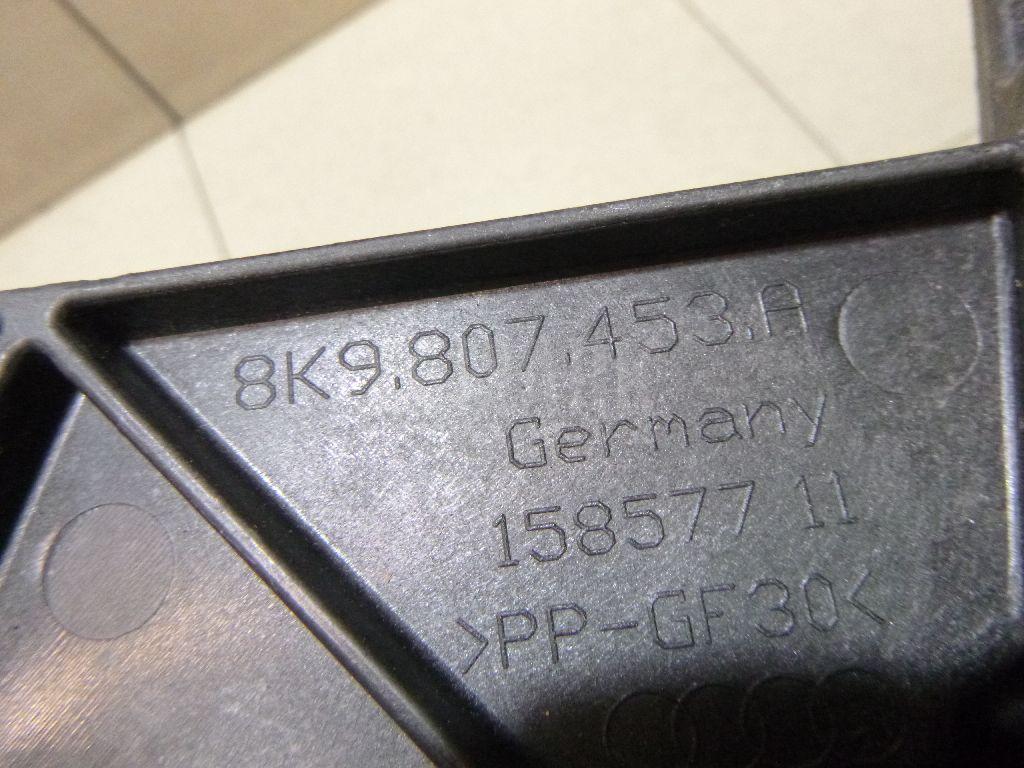 8K9.807.453.A
Germany
158577 11
>PP-GF30<